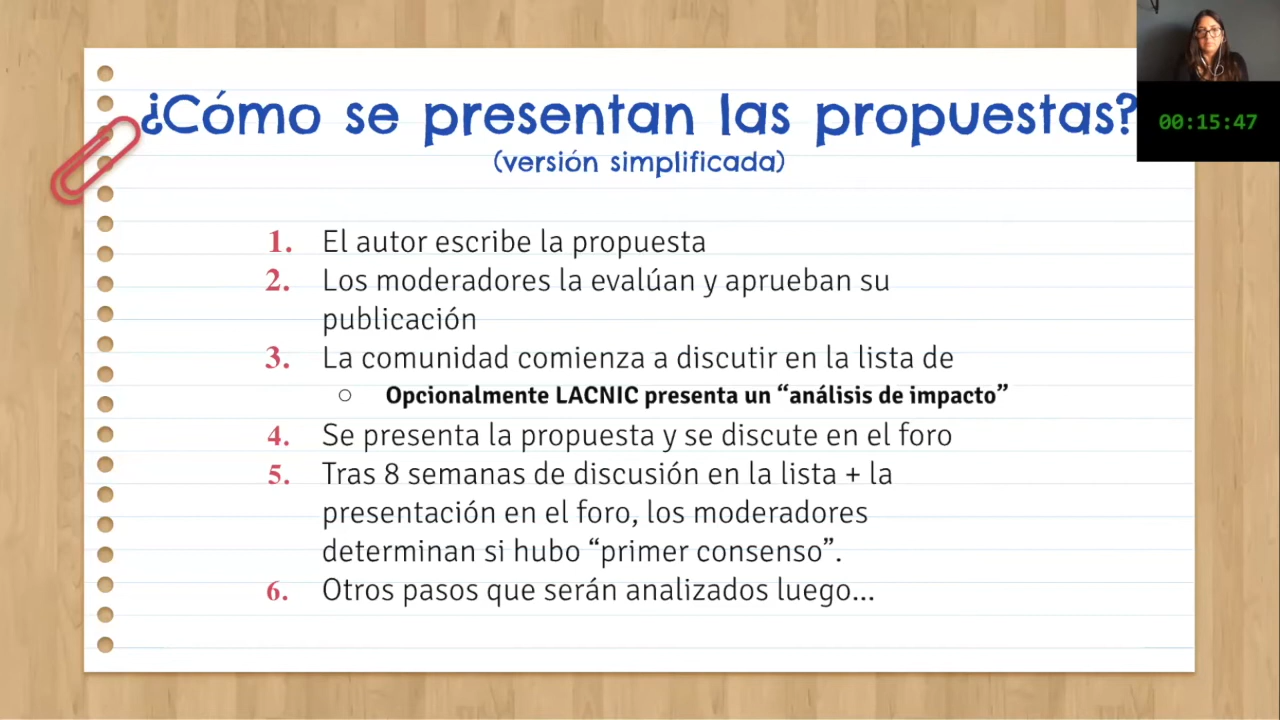 ¿Cómo se presentan las propuestas?
(versión simplificada)
00:15:47
1. El autor escribe la propuesta
2. Los moderadores la evalúan y aprueban su
publicación
3. La comunidad comienza a discutir en la lista de
○ Opcionalmente LACNIC presenta un “análisis de impacto”
4. Se presenta la propuesta y se discute en el foro
5. Tras 8 semanas de discusión en la lista + la
presentación en el foro, los moderadores
determinan si hubo “primer consenso”.
6. Otros pasos que serán analizados luego...